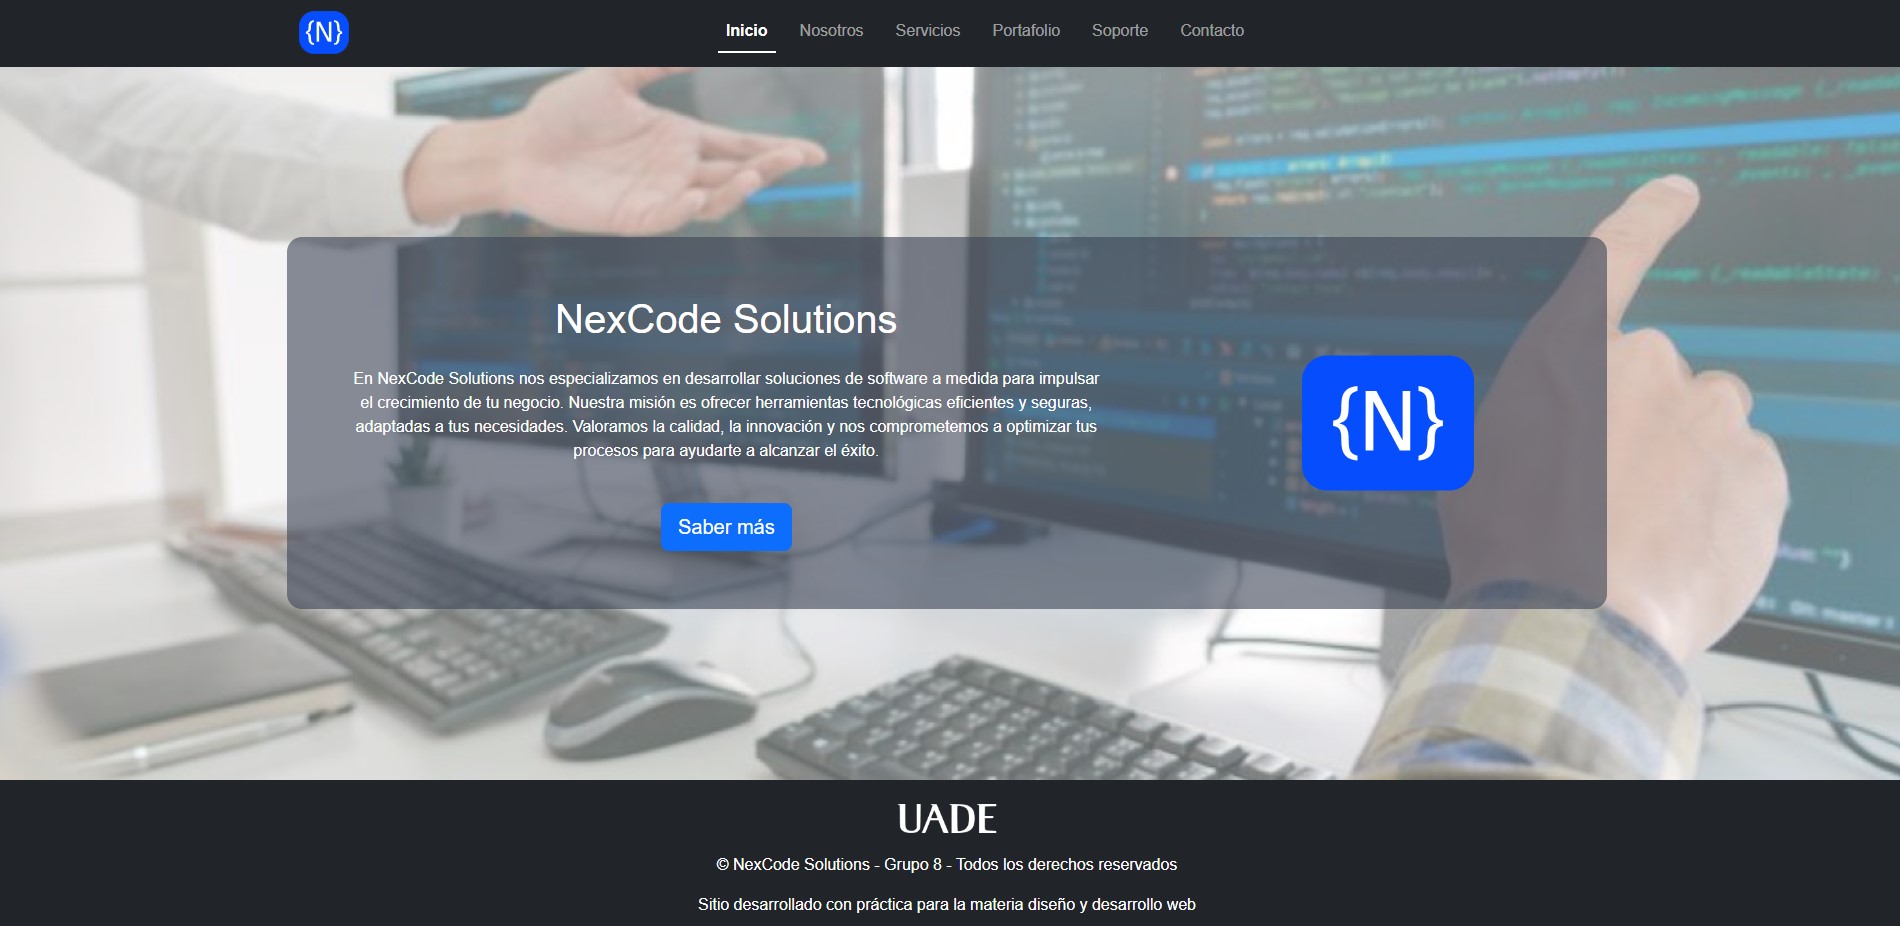 {N}
Inicio Nosotros Servicios Portafolio Soporte Contacto
NexCode Solutions
En NexCode Solutions nos especializamos en desarrollar soluciones de software a medida para impulsar
el crecimiento de tu negocio. Nuestra misión es ofrecer herramientas tecnológicas eficientes y seguras,
adaptadas a tus necesidades. Valoramos la calidad, la innovación y nos comprometemos a optimizar tus
procesos para ayudarte a alcanzar el éxito.
{N}
Saber más
UADE
© NexCode Solutions - Grupo 8 - Todos los derechos reservados
Sitio desarrollado con práctica para la materia diseño y desarrollo web